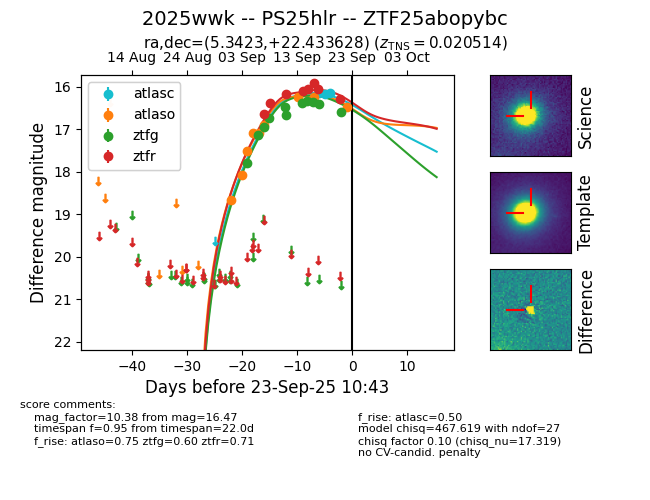 2025wwk -- PS25hlr -- ZTF25abopybc
ra,dec=(5.3423,+22.433628) (z_TNS = 0.020514)
14 Aug 24 Aug 03 Sep 13 Sep 23 Sep 03 Oct
atlasc
atlaso
ztfg
ztfr
16
17
18
19
20
21
22
Difference magnitude
−40 −30 −20 −10 0 10
Days before 23-Sep-25 10:43
Science
Template
Difference
score comments:
mag_factor=10.38 from mag=16.47
timespan f=0.95 from timespan=22.0d
f_rise: atlaso=0.75 ztfg=0.60 ztfr=0.71
f_rise: atlasc=0.50
model chisq=467.619 with ndof=27
chisq factor 0.10 (chisq_nu=17.319)
no CV-candid. penalty